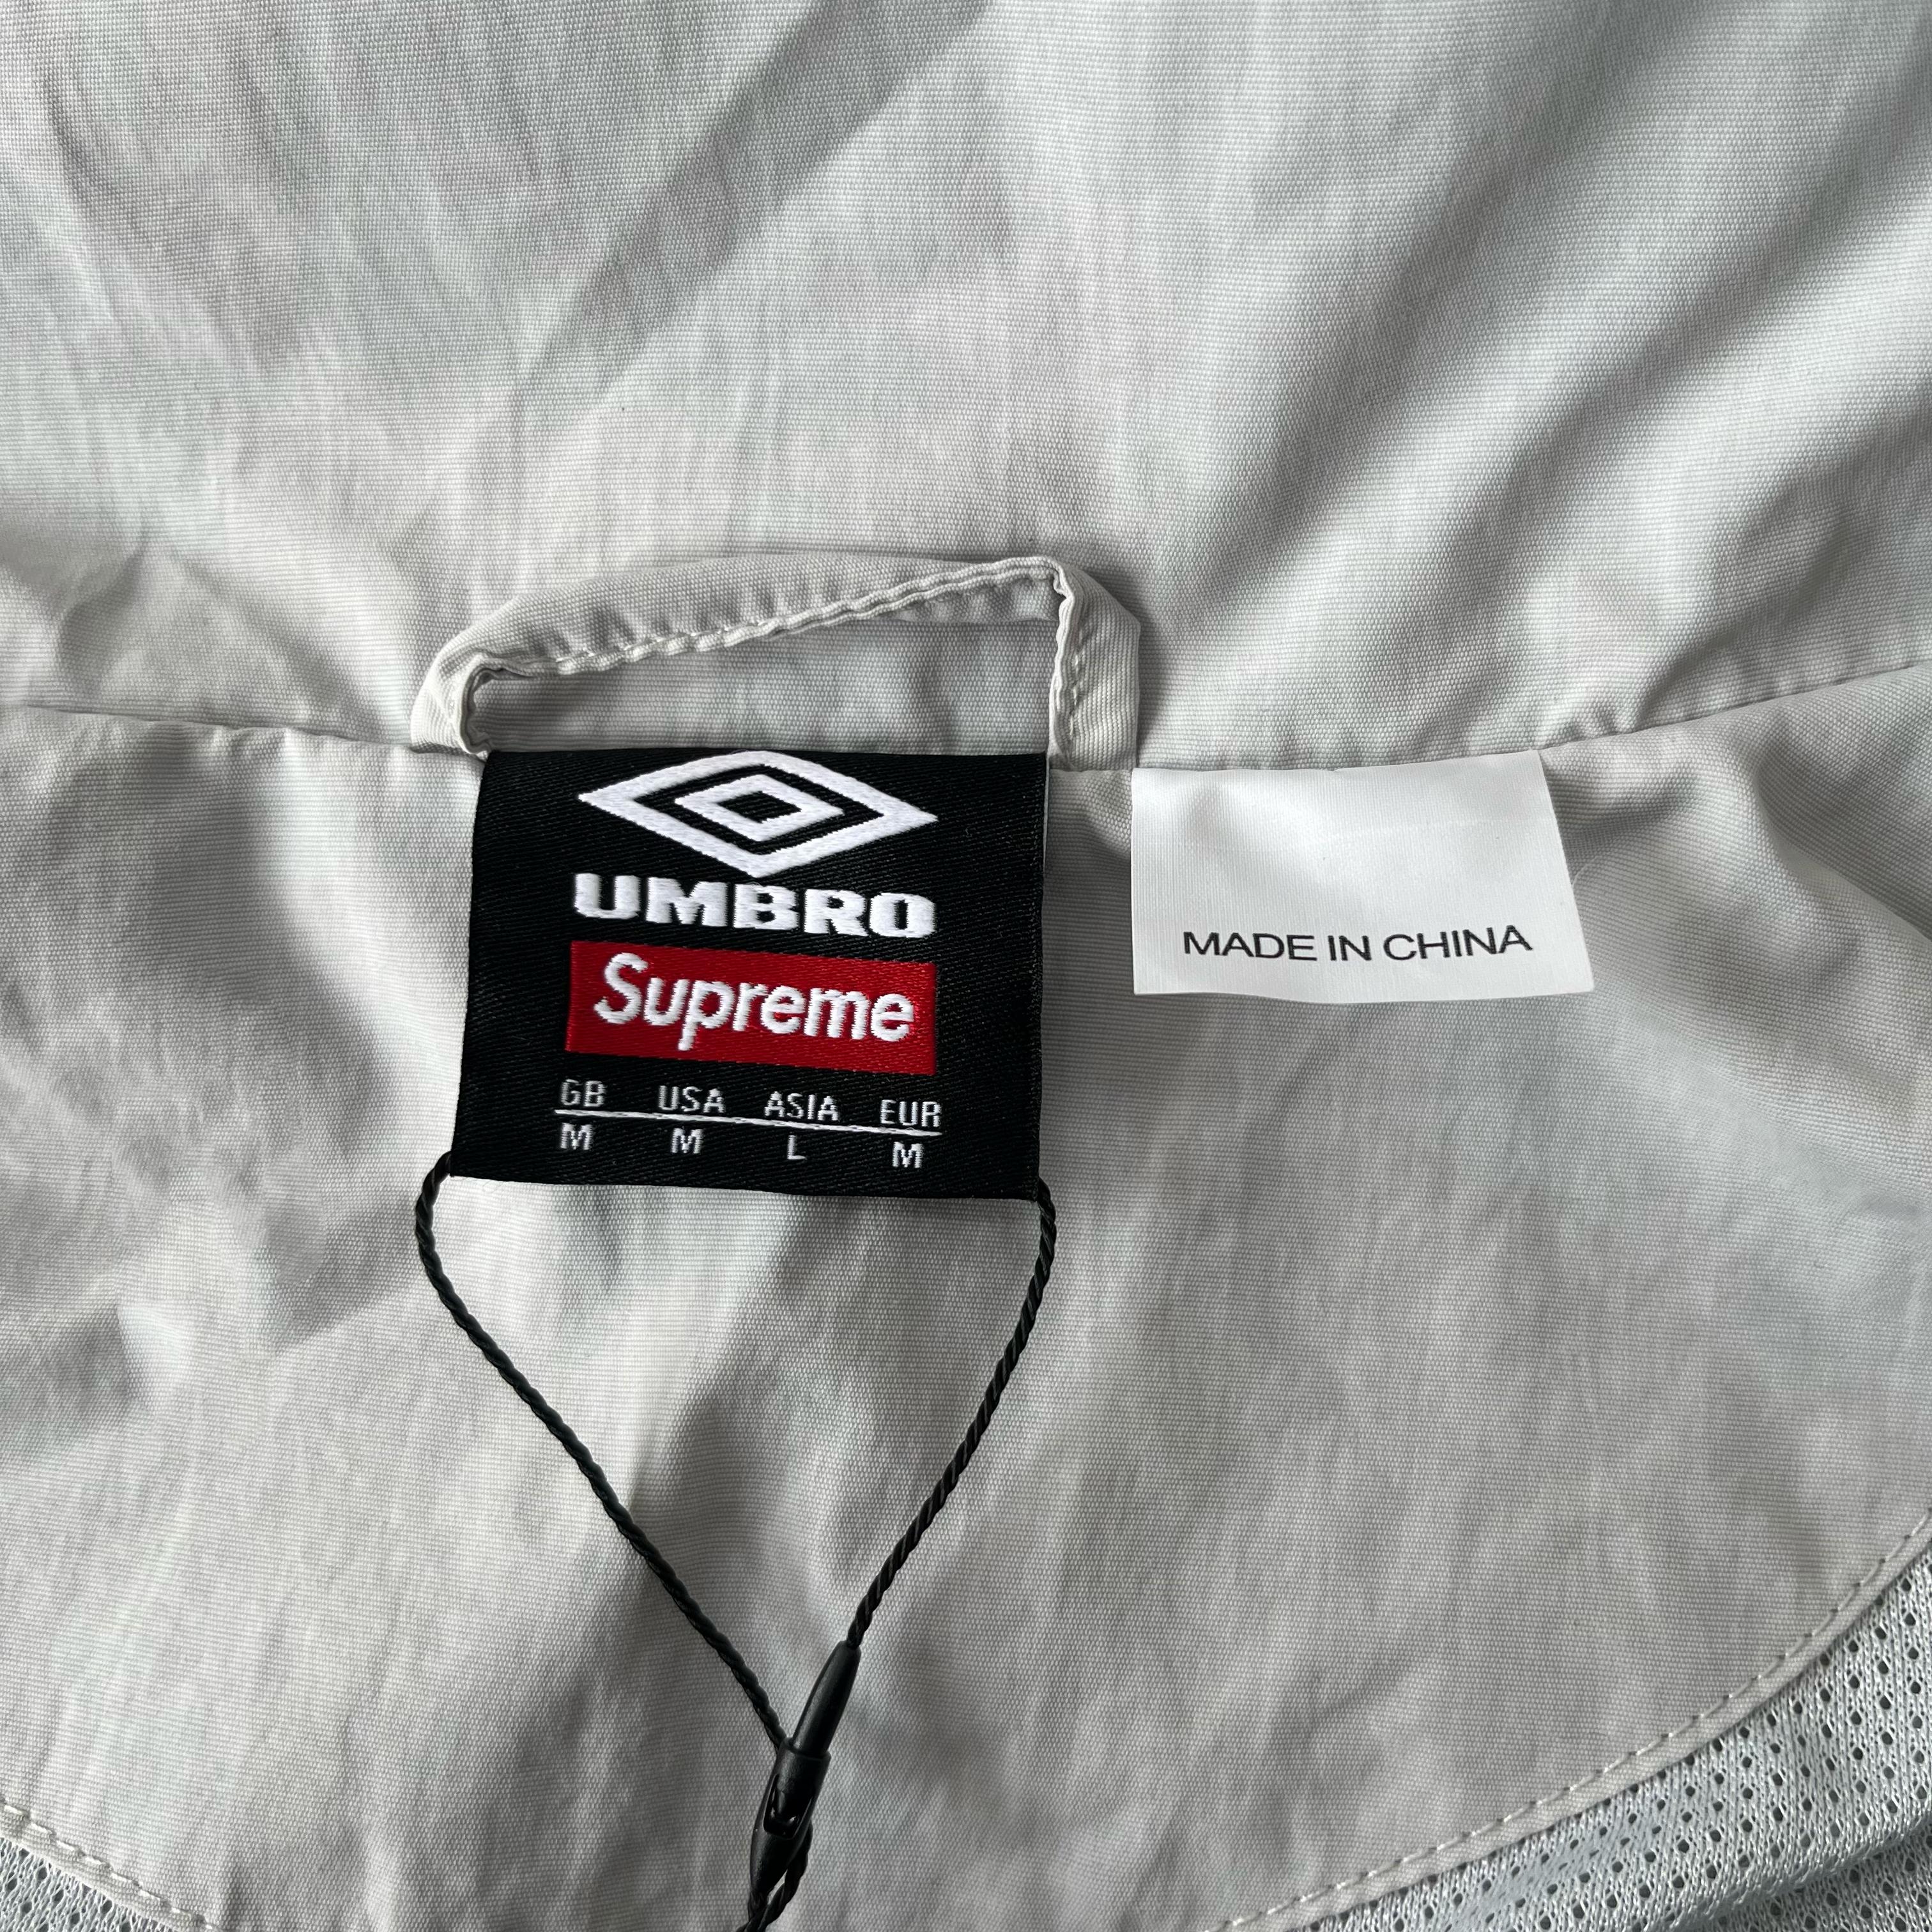 UMBRO
Supreme
GB USA ASIA EUR
M M L M
MADE IN CHINA